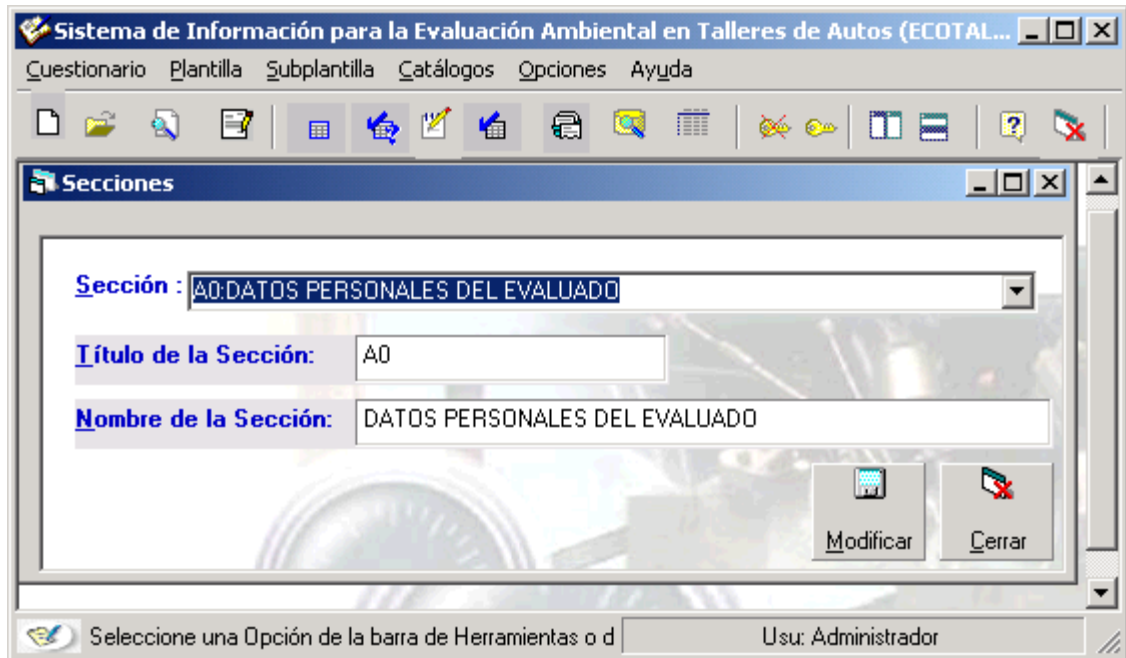 Sistema de Información para la Evaluación Ambiental en Talleres de Autos (ECOTAL...
Cuestionario Plantilla Subplantilla Catálogos Opciones Ayuda
Secciones
Sección : A0:DATOS PERSONALES DEL EVALUADO
Título de la Sección: A0
Nombre de la Sección: DATOS PERSONALES DEL EVALUADO
Modificar Cerrar
Seleccione una Opción de la barra de Herramientas o d Usu: Administrador